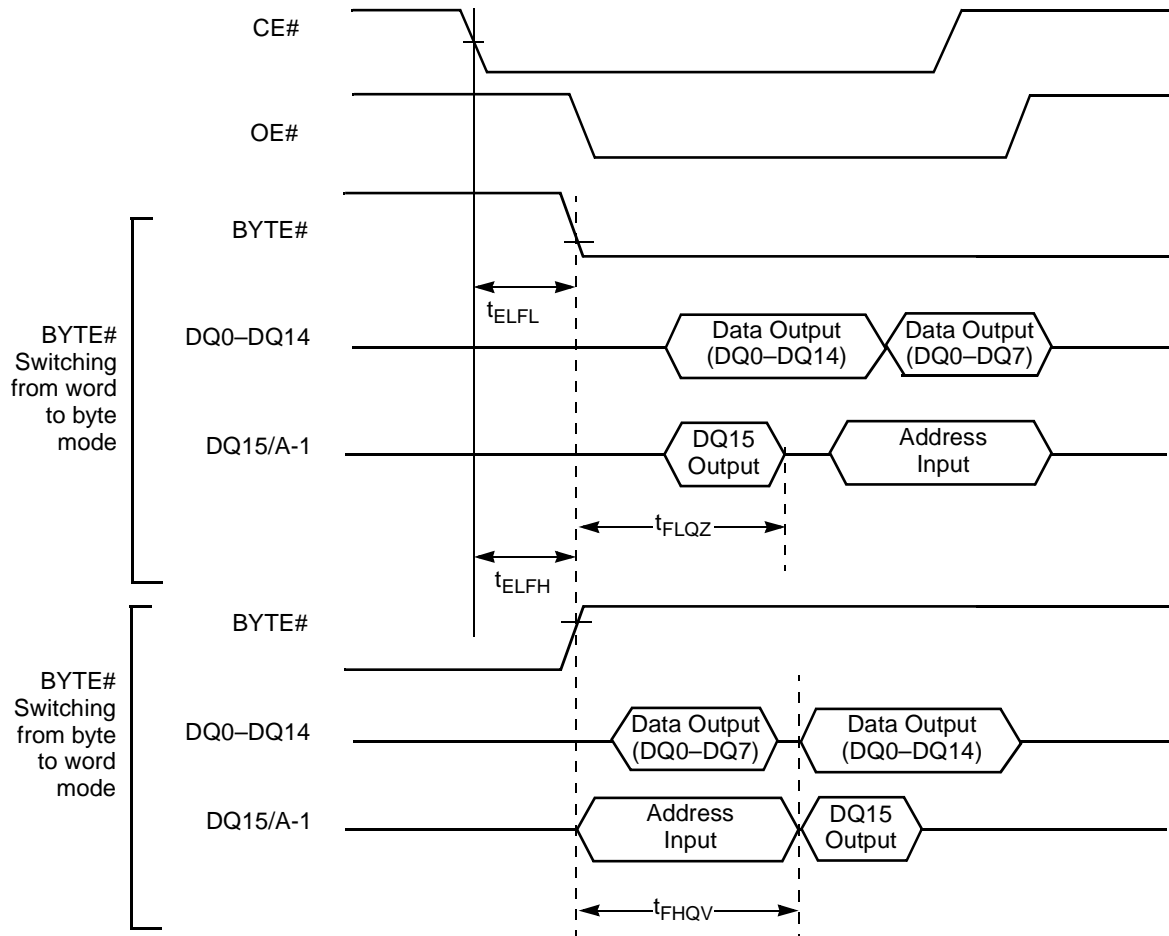 CE#
OE#
BYTE#
tELFL
BYTE#
Switching
from word
to byte
mode
DQ0–DQ14
Data Output
(DQ0–DQ14)
Data Output
(DQ0–DQ7)
DQ15/A-1
DQ15
Output
Address
Input
tFLQZ
tELFH
BYTE#
BYTE#
Switching
from byte
to word
mode
DQ0–DQ14
Data Output
(DQ0–DQ7)
Data Output
(DQ0–DQ14)
DQ15/A-1
Address
Input
DQ15
Output
tFHQV